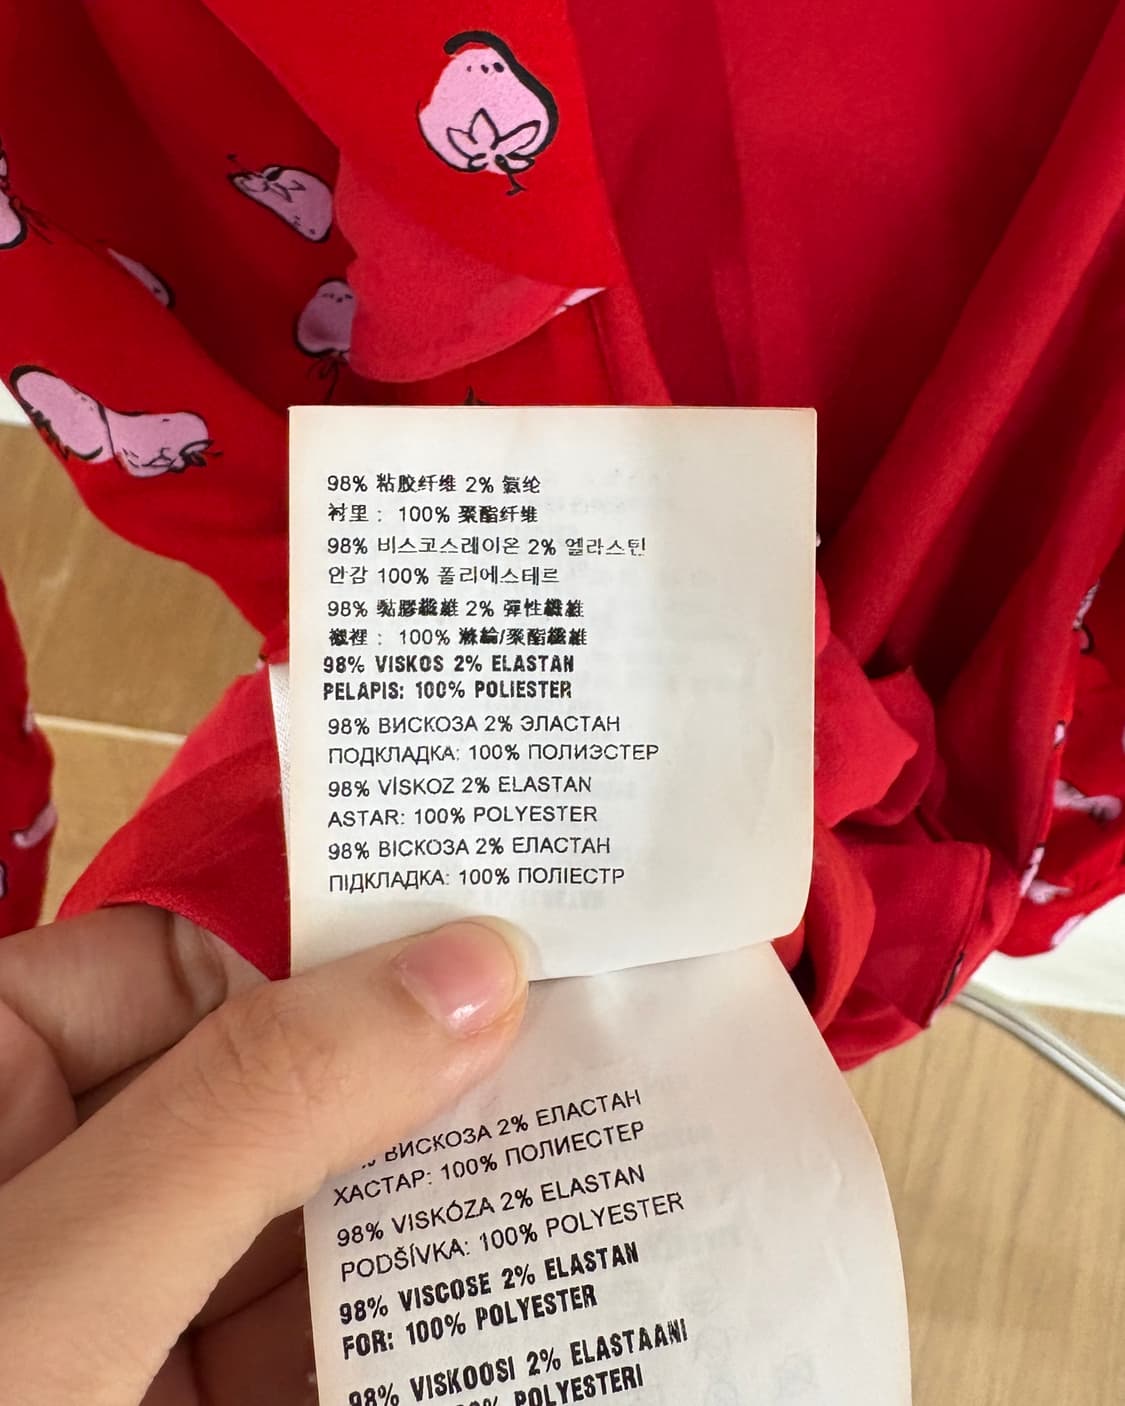 98% 粘胶纤维 2% 氨纶
衬里： 100% 聚酯纤维
98% 비스코스레이온 2% 엘라스틴
안감 100% 폴리에스테르
98% 黏膠纖維 2% 彈性纖維
襯裡： 100% 滌綸/聚酯纖維
98% VISKOS 2% ELASTAN
PELAPIS: 100% POLIESTER
98% ВИСКОЗА 2% ЭЛАСТАН
ПОДКЛАДКА: 100% ПОЛИЭСТЕР
98% VİSKOZ 2% ELASTAN
ASTAR: 100% POLYESTER
98% ВІСКОЗА 2% ЕЛАСТАН
ПІДКЛАДКА: 100% ПОЛІЕСТР
% ВИСКОЗА 2% ЕЛАСТАН
ХАСТАР: 100% ПОЛИЕСТЕР
98% VISKÓZA 2% ELASTAN
PODŠÍVKA: 100% POLYESTER
98% VISCOSE 2% ELASTAN
FOR: 100% POLYESTER
98% VISKOOSI 2% ELASTAANI
POLYESTERI